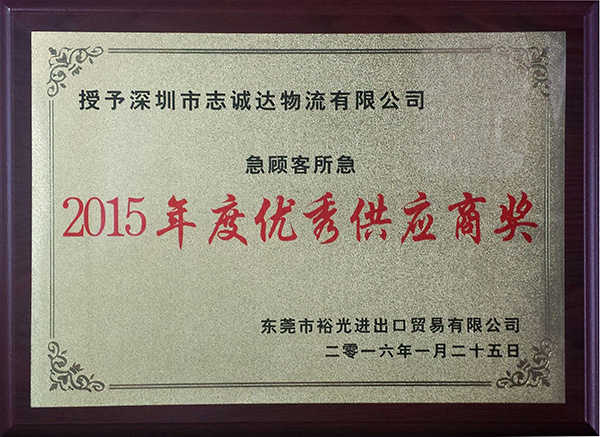 授予深圳市志诚达物流有限公司
急顾客所急
2015年度优秀供应商奖
东莞市裕光进出口贸易有限公司
二零一六年一月二十五日